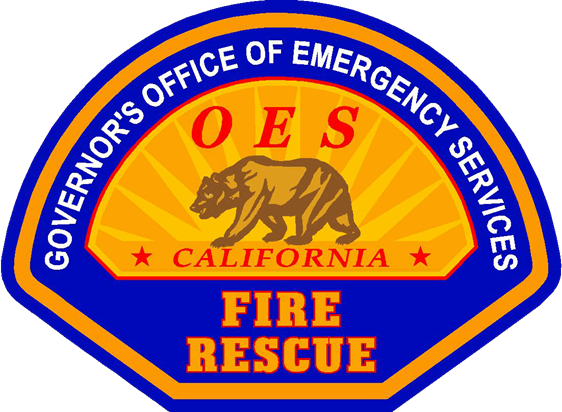 GOVERNOR'S OFFICE OF EMERGENCY SERVICES
OES
CALIFORNIA
FIRE
RESCUE